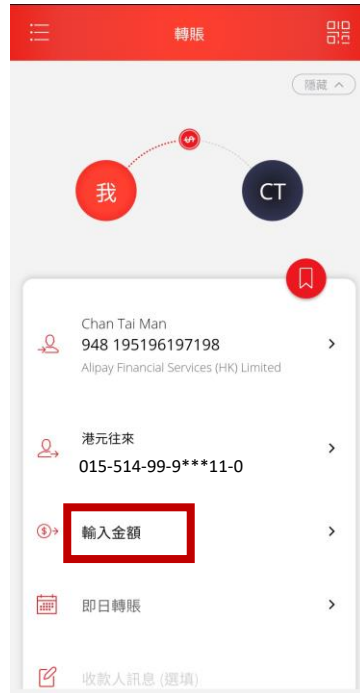 轉賬
隱藏
我
CT
Chan Tai Man
948 195196197198
Alipay Financial Services (HK) Limited
港元往來
015-514-99-9***11-0
輸入金額
即日轉賬
收款人訊息 (選填)